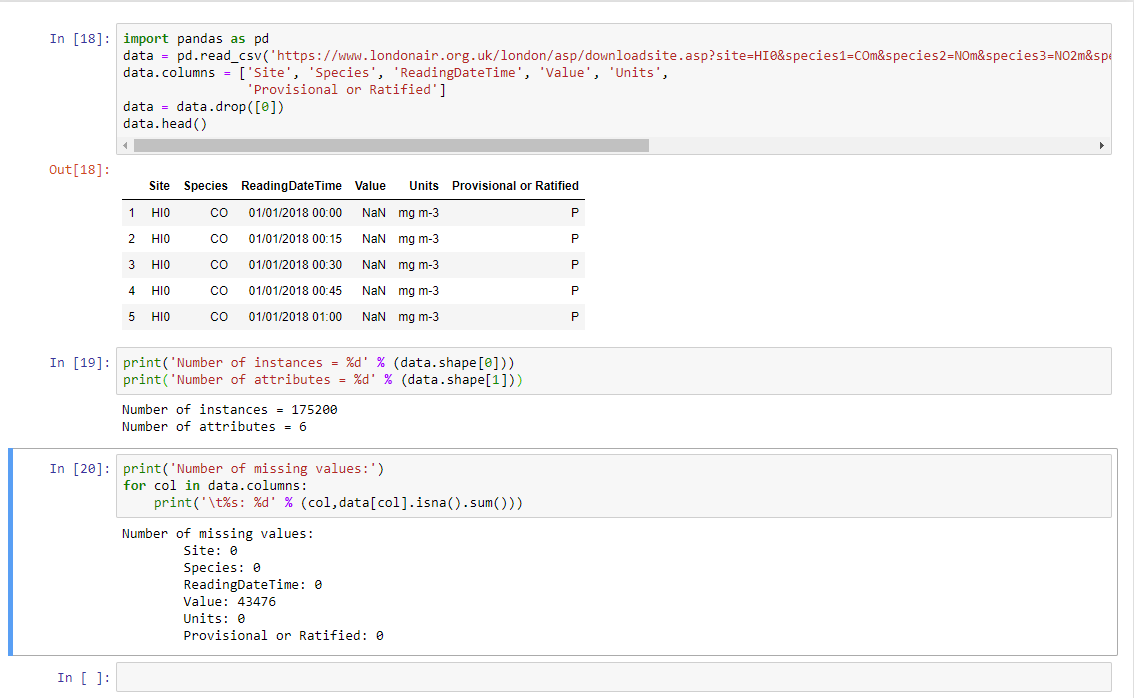 In [18]:
import pandas as pd
data = pd.read_csv('https://www.londonair.org.uk/london/asp/downloadsite.asp?site=HI0&species1=COm&species2=NOm&species3=NO2m&spe
data.columns = ['Site', 'Species', 'ReadingDateTime', 'Value', 'Units',
'Provisional or Ratified']
data = data.drop([0])
data.head()
Out[18]:
Site Species ReadingDateTime Value Units Provisional or Ratified
1 HI0 CO 01/01/2018 00:00 NaN mg m-3 P
2 HI0 CO 01/01/2018 00:15 NaN mg m-3 P
3 HI0 CO 01/01/2018 00:30 NaN mg m-3 P
4 HI0 CO 01/01/2018 00:45 NaN mg m-3 P
5 HI0 CO 01/01/2018 01:00 NaN mg m-3 P
In [19]:
print('Number of instances = %d' % (data.shape[0]))
print('Number of attributes = %d' % (data.shape[1]))
Number of instances = 175200
Number of attributes = 6
In [20]:
print('Number of missing values:')
for col in data.columns:
print('\t%s: %d' % (col,data[col].isna().sum()))
Number of missing values:
Site: 0
Species: 0
ReadingDateTime: 0
Value: 43476
Units: 0
Provisional or Ratified: 0
In [ ]: